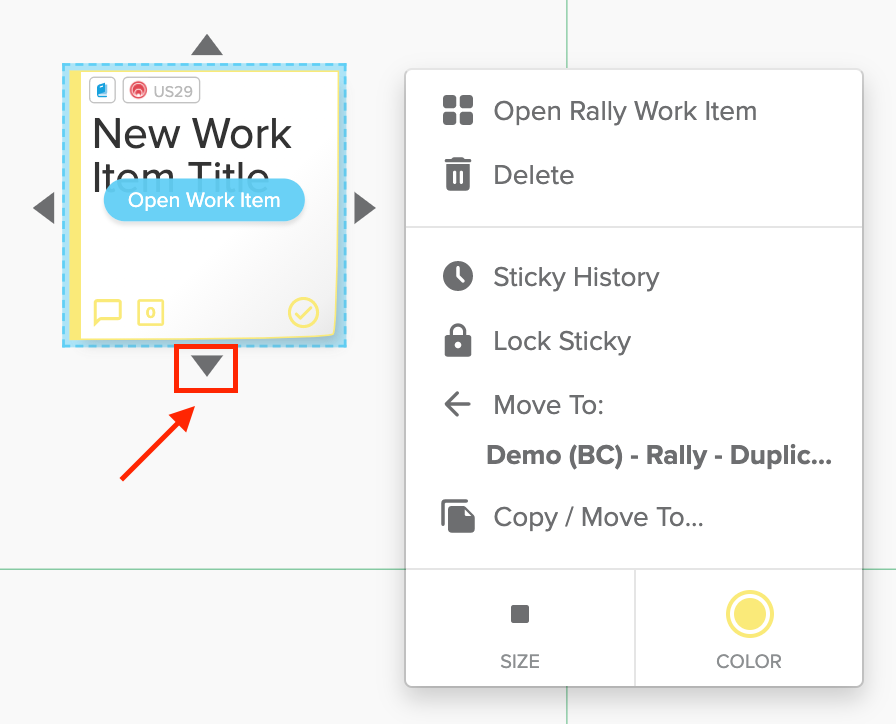 US29
New Work
Item Title
Open Work Item
0
Open Rally Work Item
Delete
Sticky History
Lock Sticky
Move To:
Demo (BC) - Rally - Duplic...
Copy / Move To...
SIZE
COLOR